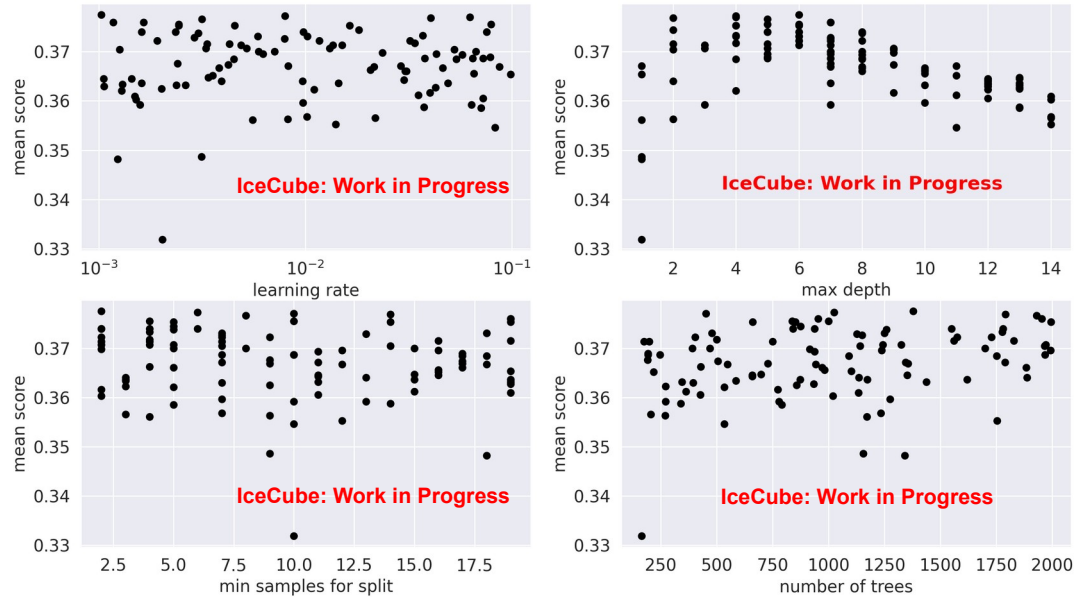 0.37
0.36
0.35
0.34
0.33
mean score
IceCube: Work in Progress
10⁻³ 10⁻² 10⁻¹
learning rate
0.37
0.36
0.35
0.34
0.33
mean score
IceCube: Work in Progress
2 4 6 8 10 12 14
max depth
0.37
0.36
0.35
0.34
0.33
mean score
IceCube: Work in Progress
2.5 5.0 7.5 10.0 12.5 15.0 17.5
min samples for split
0.37
0.36
0.35
0.34
0.33
mean score
IceCube: Work in Progress
250 500 750 1000 1250 1500 1750 2000
number of trees